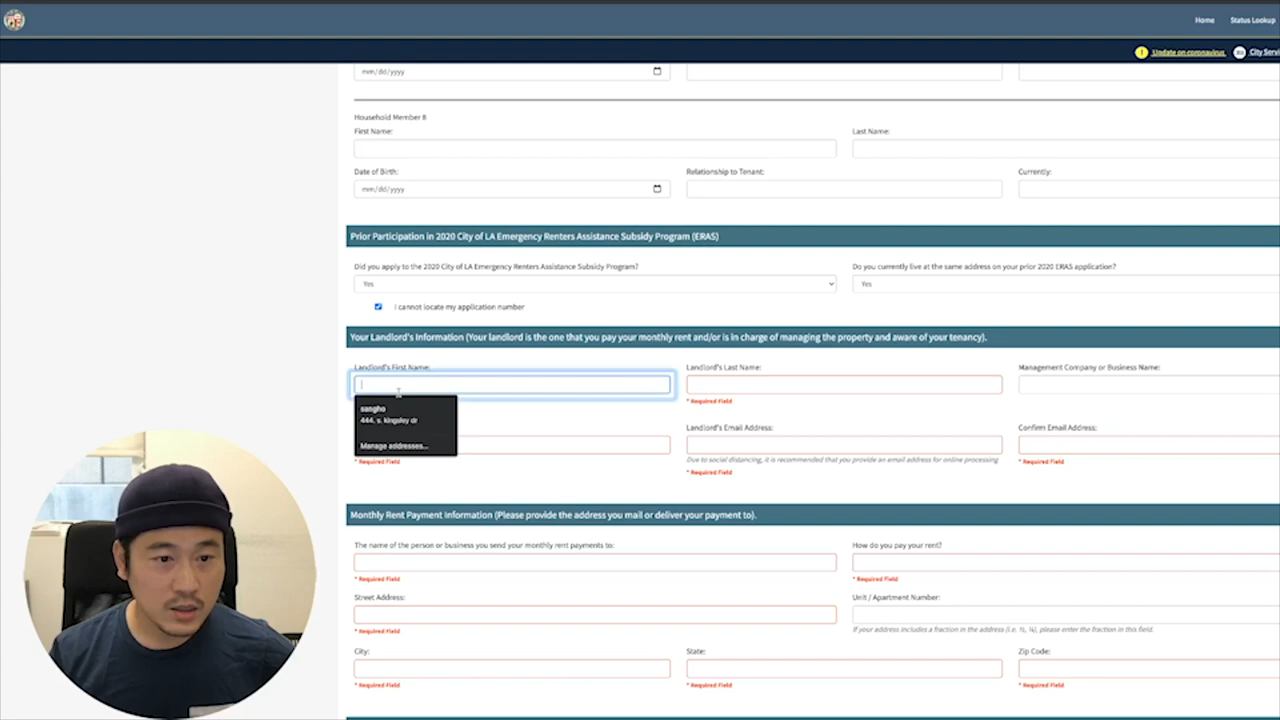 Home Status Lookup
Update on coronavirus City Servi
mm/dd/yyyy
Household Member 8
First Name: Last Name:
Date of Birth: Relationship to Tenant: Currently:
mm/dd/yyyy
Prior Participation in 2020 City of LA Emergency Renters Assistance Subsidy Program (ERAS)
Did you apply to the 2020 City of LA Emergency Renters Assistance Subsidy Program? Do you currently live at the same address on your prior 2020 ERAS application?
Yes Yes
I cannot locate my application number
Your Landlord's Information (Your landlord is the one that you pay your monthly rent and/or is in charge of managing the property and aware of your tenancy).
Landlord's First Name: Landlord's Last Name: Management Company or Business Name:
* Required Field
sangho
444, s. kingsley dr
Manage addresses...
Landlord's Email Address: Confirm Email Address:
Due to social distancing, it is recommended that you provide an email address for online processing
* Required Field * Required Field * Required Field
Monthly Rent Payment Information (Please provide the address you mail or deliver your payment to).
The name of the person or business you send your monthly rent payments to: How do you pay your rent?
* Required Field * Required Field
Street Address: Unit / Apartment Number:
* Required Field If your address includes a fraction in the address (i.e. ½, ¼), please enter the fraction in this field.
City: State: Zip Code:
* Required Field * Required Field * Required Field